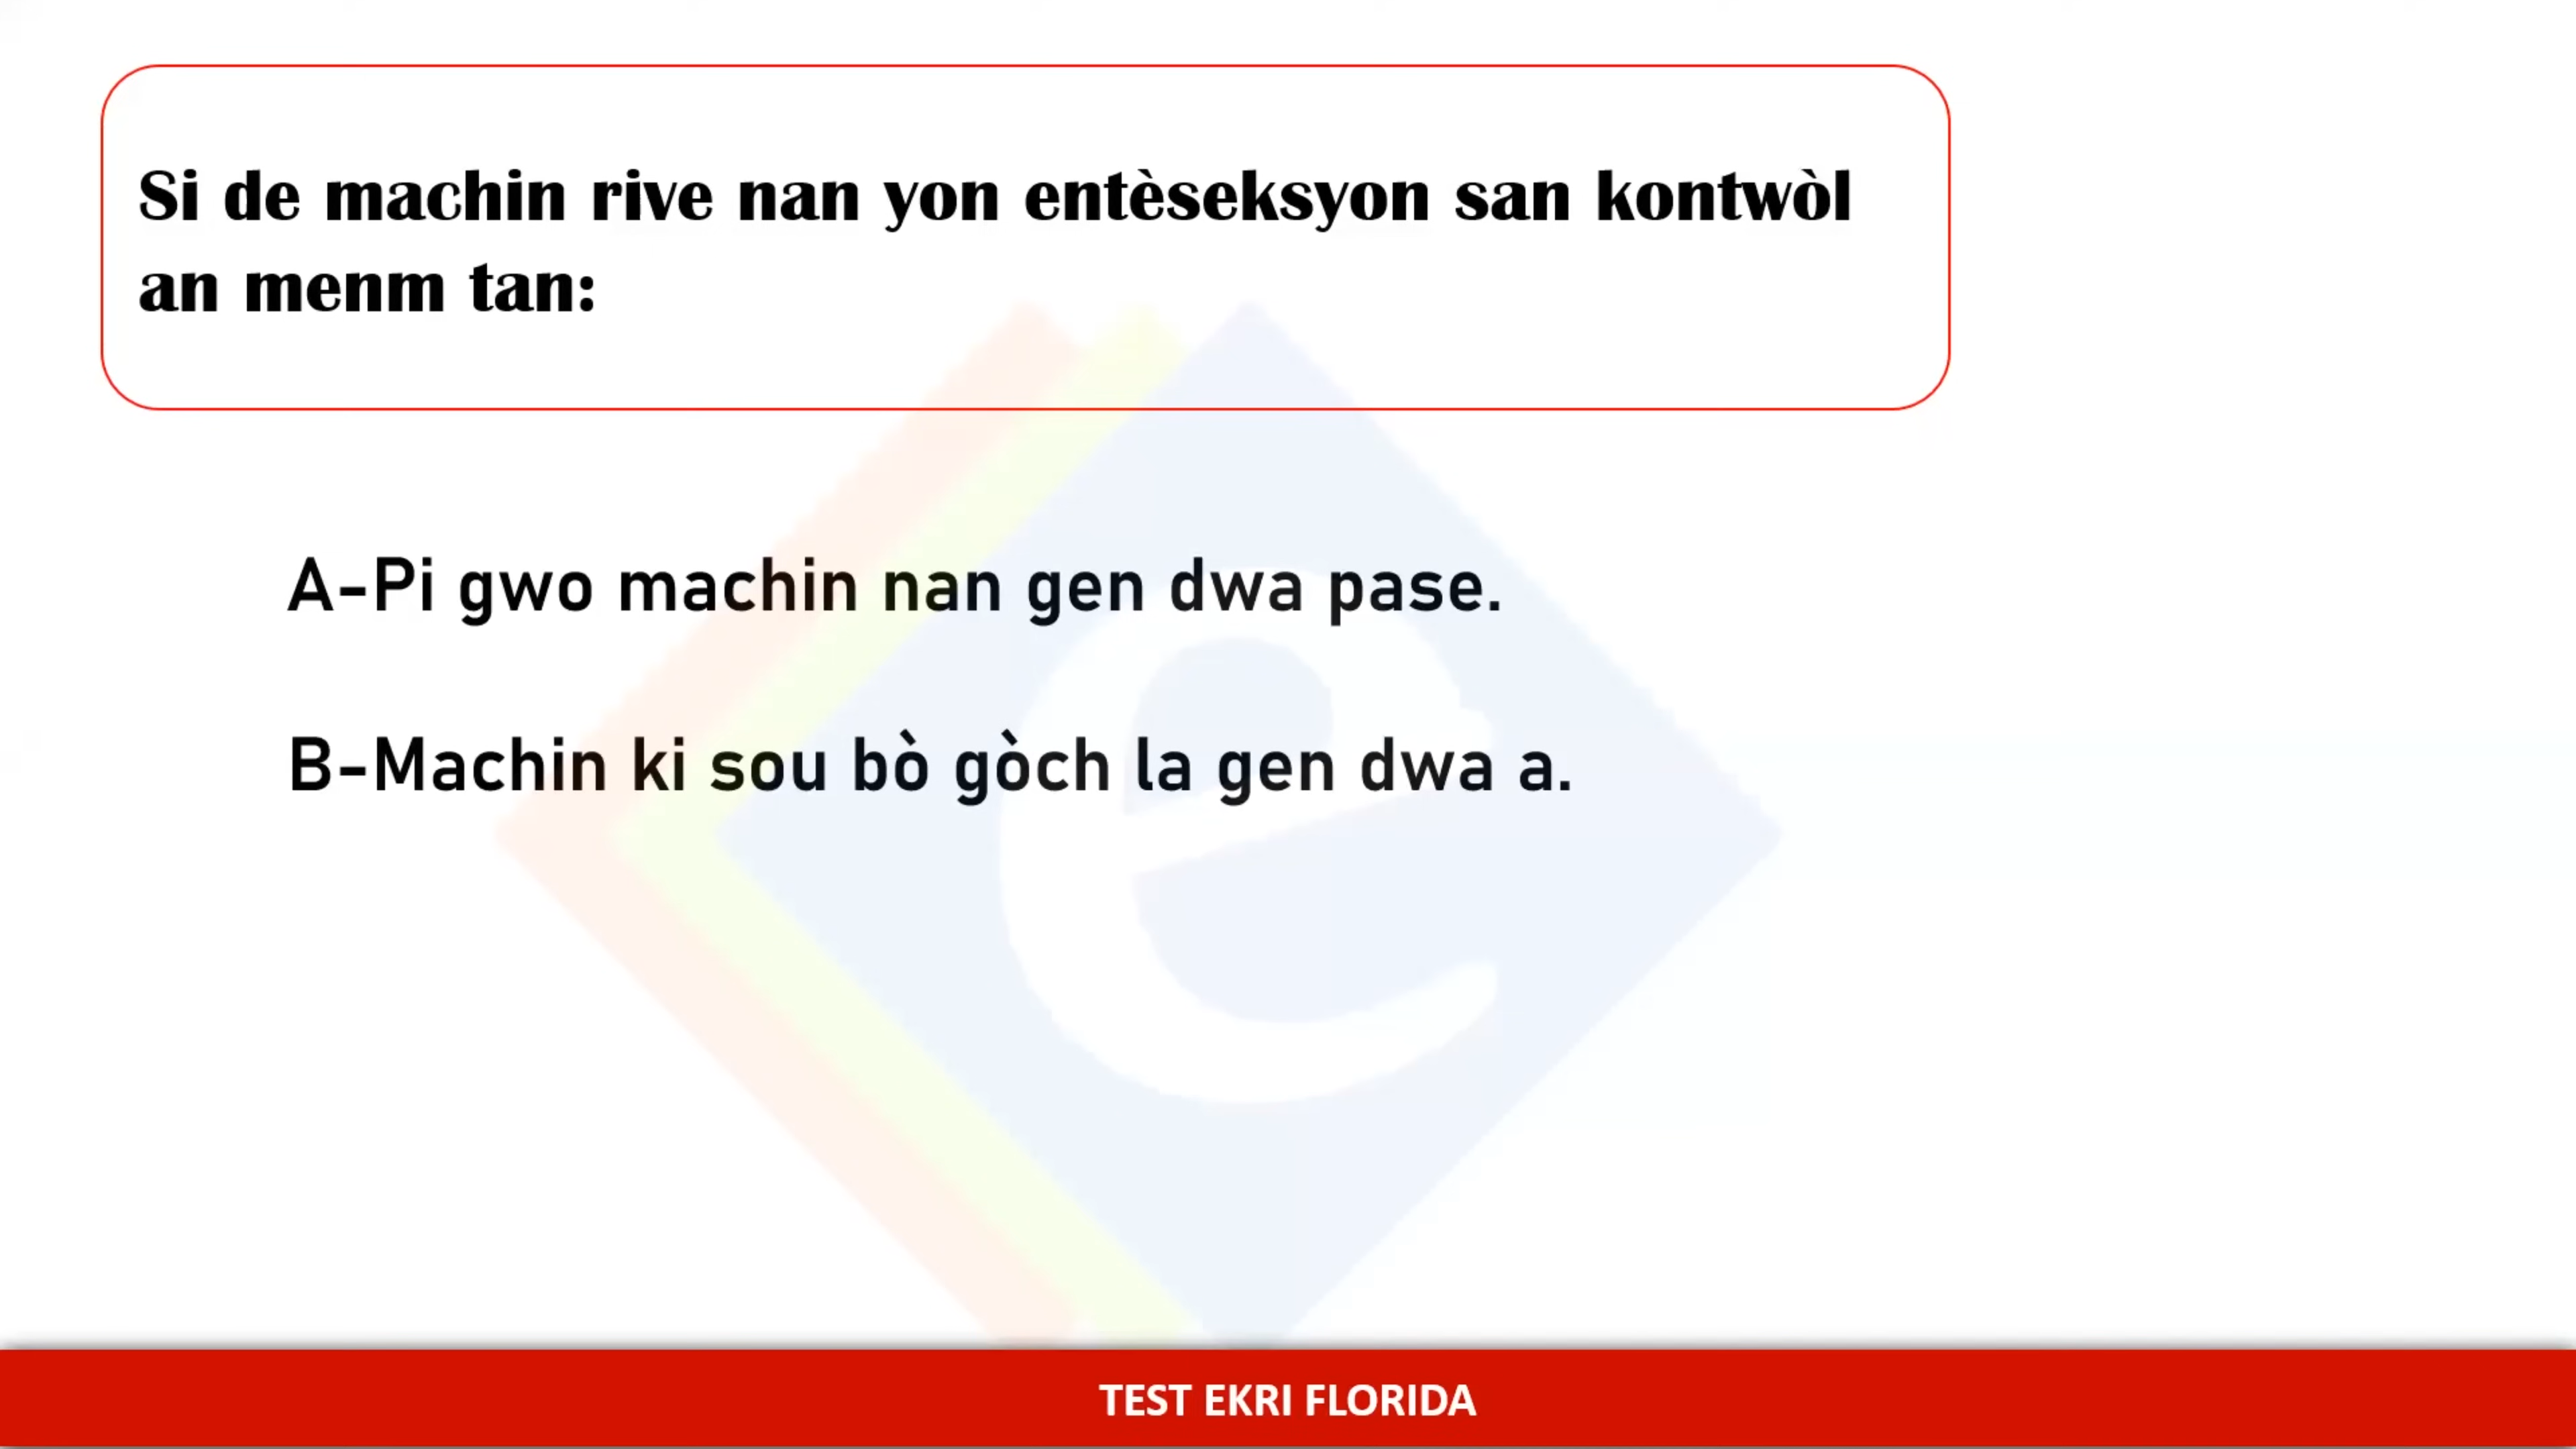 Si de machin rive nan yon entèseksyon san kontwòl
an menm tan:
A-Pi gwo machin nan gen dwa pase.
B-Machin ki sou bò gòch la gen dwa a.
e
TEST EKRI FLORIDA